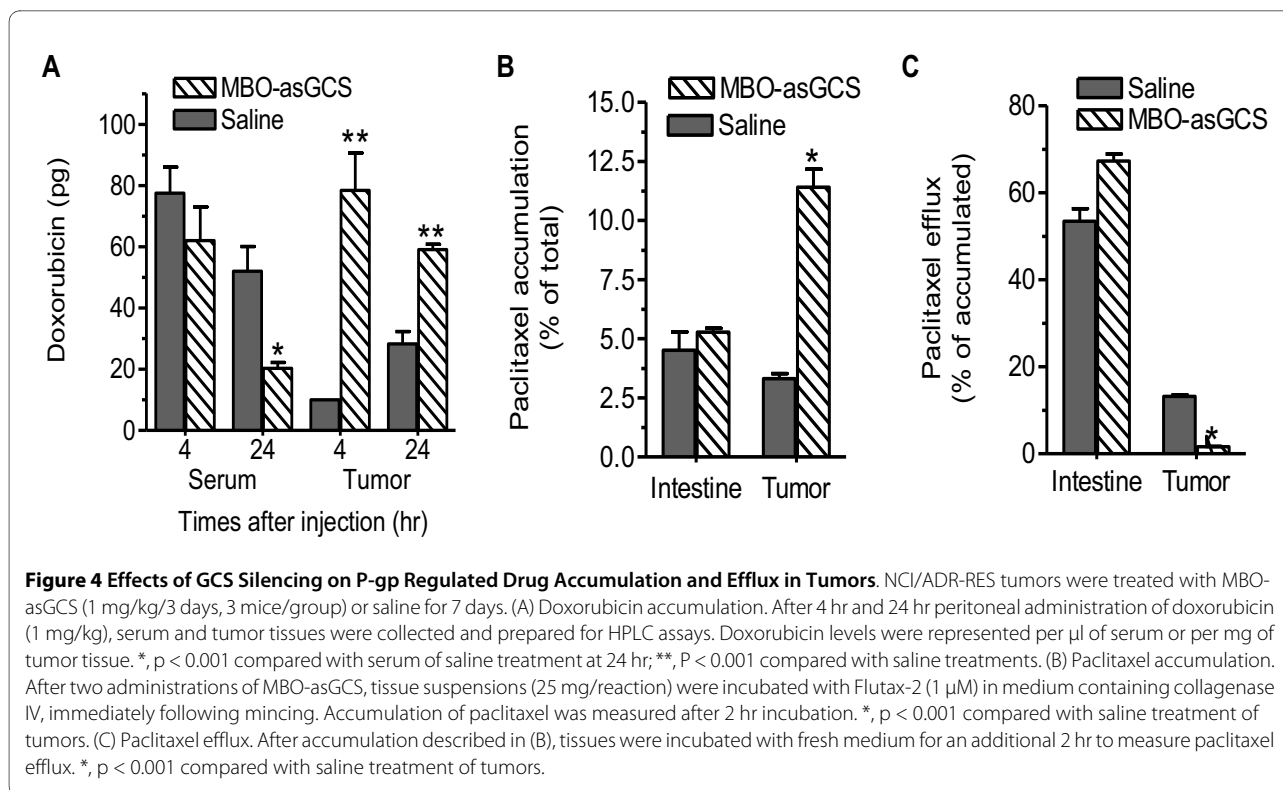 A
MBO-asGCS
Saline
Doxorubicin (pg)
100
80
60
40
20
0
**
*
**
4 24 4 24
Serum Tumor
Times after injection (hr)
B
MBO-asGCS
Saline
Paclitaxel accumulation
(% of total)
15.0
12.5
10.0
7.5
5.0
2.5
0.0
*
Intestine Tumor
C
Saline
MBO-asGCS
Paclitaxel efflux
(% of accumulated)
80
60
40
20
0
*
Intestine Tumor
Figure 4 Effects of GCS Silencing on P-gp Regulated Drug Accumulation and Efflux in Tumors. NCI/ADR-RES tumors were treated with MBO-
asGCS (1 mg/kg/3 days, 3 mice/group) or saline for 7 days. (A) Doxorubicin accumulation. After 4 hr and 24 hr peritoneal administration of doxorubicin
(1 mg/kg), serum and tumor tissues were collected and prepared for HPLC assays. Doxorubicin levels were represented per μl of serum or per mg of
tumor tissue. *, p < 0.001 compared with serum of saline treatment at 24 hr; **, P < 0.001 compared with saline treatments. (B) Paclitaxel accumulation.
After two administrations of MBO-asGCS, tissue suspensions (25 mg/reaction) were incubated with Flutax-2 (1 μM) in medium containing collagenase
IV, immediately following mincing. Accumulation of paclitaxel was measured after 2 hr incubation. *, p < 0.001 compared with saline treatment of
tumors. (C) Paclitaxel efflux. After accumulation described in (B), tissues were incubated with fresh medium for an additional 2 hr to measure paclitaxel
efflux. *, p < 0.001 compared with saline treatment of tumors.